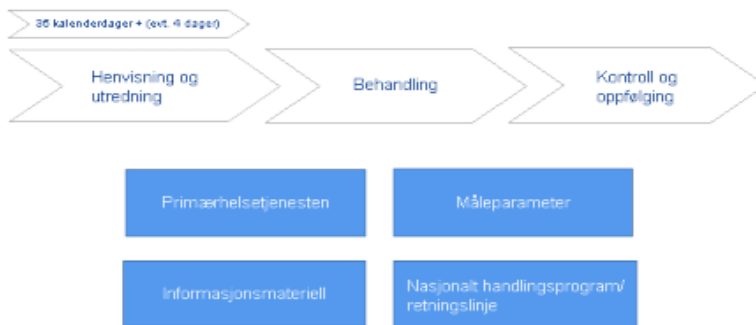 36 kalenderdager + (evt. 4 dager)
Henvisning og
utredning
Behandling
Kontroll og
oppfølging
Primærhelsetjenesten
Måleparameter
Informasjonsmateriell
Nasjonalt handlingsprogram/
retningslinje